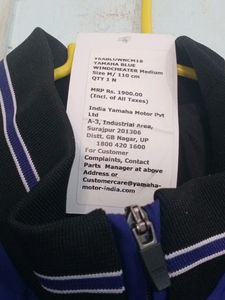 YRABLUWNCM18
YAMAHA BLUE
WINDCHEATER Medium
Size M/ 110 cm
QTY 1 N
MRP Rs. 1900.00
(Incl. of All Taxes)
India Yamaha Motor Pvt
Ltd
A-3, Industrial Area,
Surajpur 201306
Distt. GB Nagar, UP
1800 420 1600
For Customer
Complaints, Contact
Parts Manager at above
Address or
Customercare@yamaha-
motor-india.com